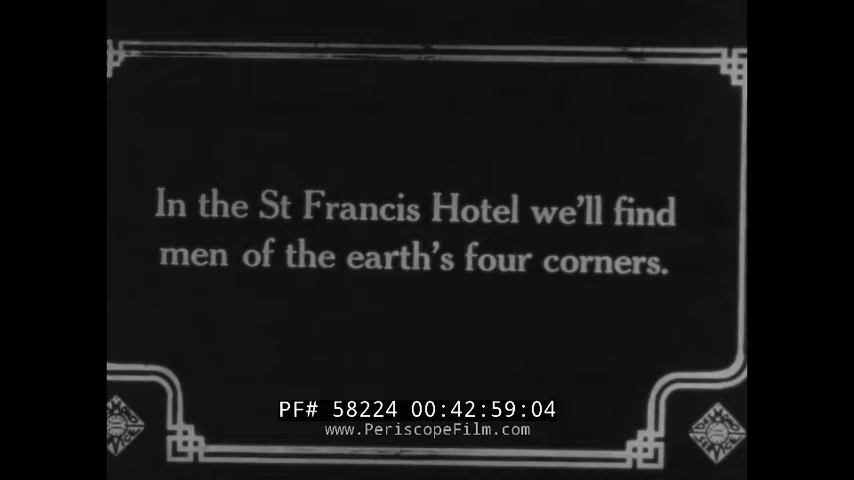 In the St Francis Hotel we'll find
men of the earth's four corners.
PF# 58224 00:42:59:04
www.PeriscopeFilm.com